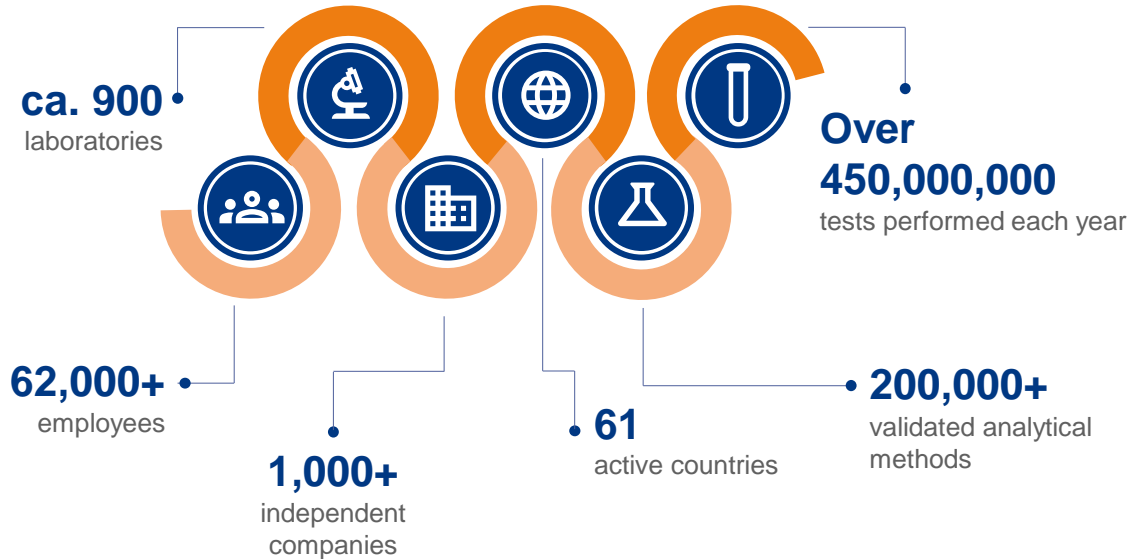 ca. 900
laboratories
Over
450,000,000
tests performed each year
62,000+
employees
1,000+
independent
companies
61
active countries
200,000+
validated analytical
methods